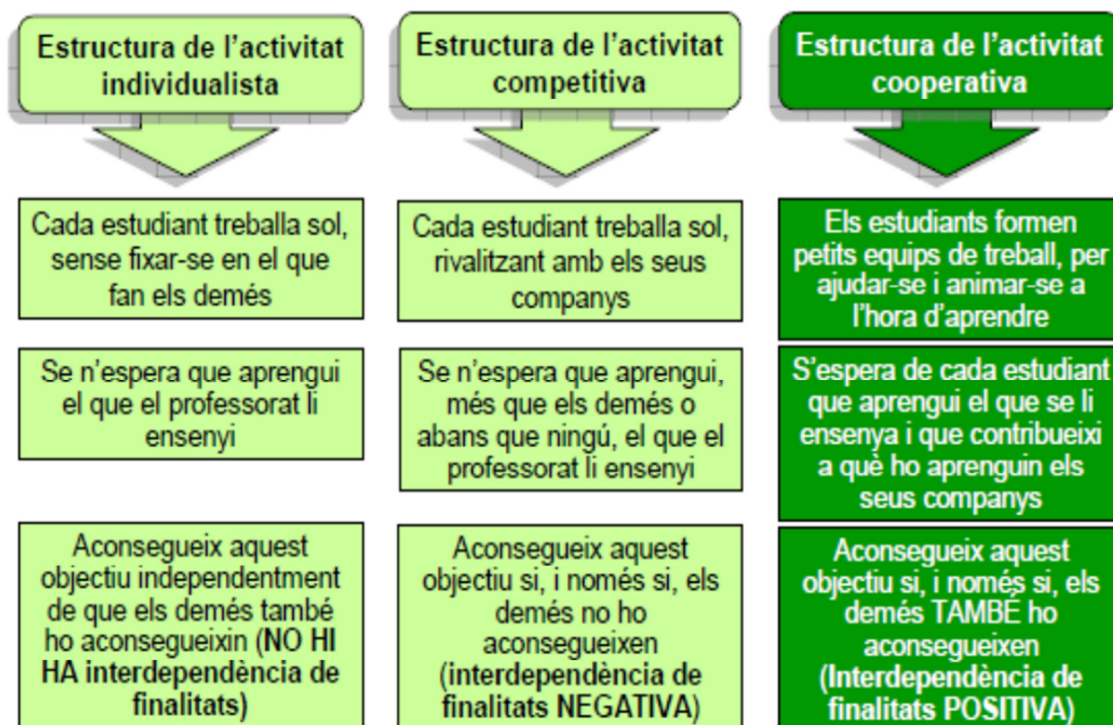 Estructura de l’activitat
individualista
Cada estudiant treballa sol,
sense fixar-se en el que
fan els demés
Se n’espera que aprengui
el que el professorat li
ensenyi
Aconsegueix aquest
objectiu independentment
de que els demés també
ho aconsegueixin (NO HI
HA interdependència de
finalitats)
Estructura de l’activitat
competitiva
Cada estudiant treballa sol,
rivalitzant amb els seus
companys
Se n’espera que aprengui,
més que els demés o
abans que ningú, el que el
professorat li ensenyi
Aconsegueix aquest
objectiu si, i només si, els
demés no ho
aconsegueixen
(interdependència de
finalitats NEGATIVA)
Estructura de l’activitat
cooperativa
Els estudiants formen
petits equips de treball, per
ajudar-se i animar-se a
l’hora d’aprendre
S’espera de cada estudiant
que aprengui el que se li
ensenya i que contribueixi
a què ho aprenguin els
seus companys
Aconsegueix aquest
objectiu si, i només si, els
demés TAMBÉ ho
aconsegueixen
(Interdependència de
finalitats POSITIVA)